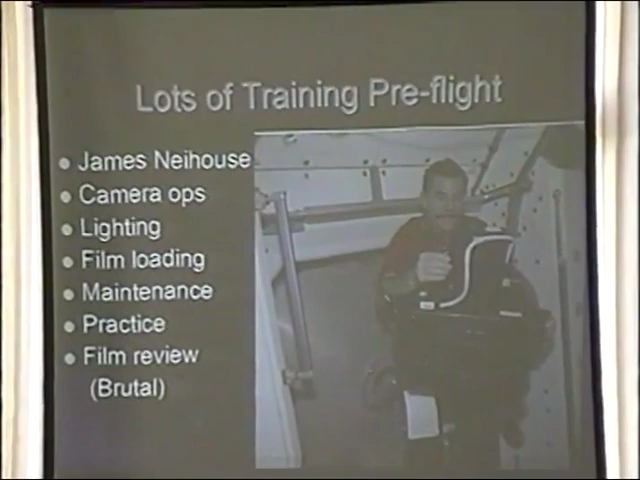 Lots of Training Pre-flight
James Neihouse
Camera ops
Lighting
Film loading
Maintenance
Practice
Film review
(Brutal)